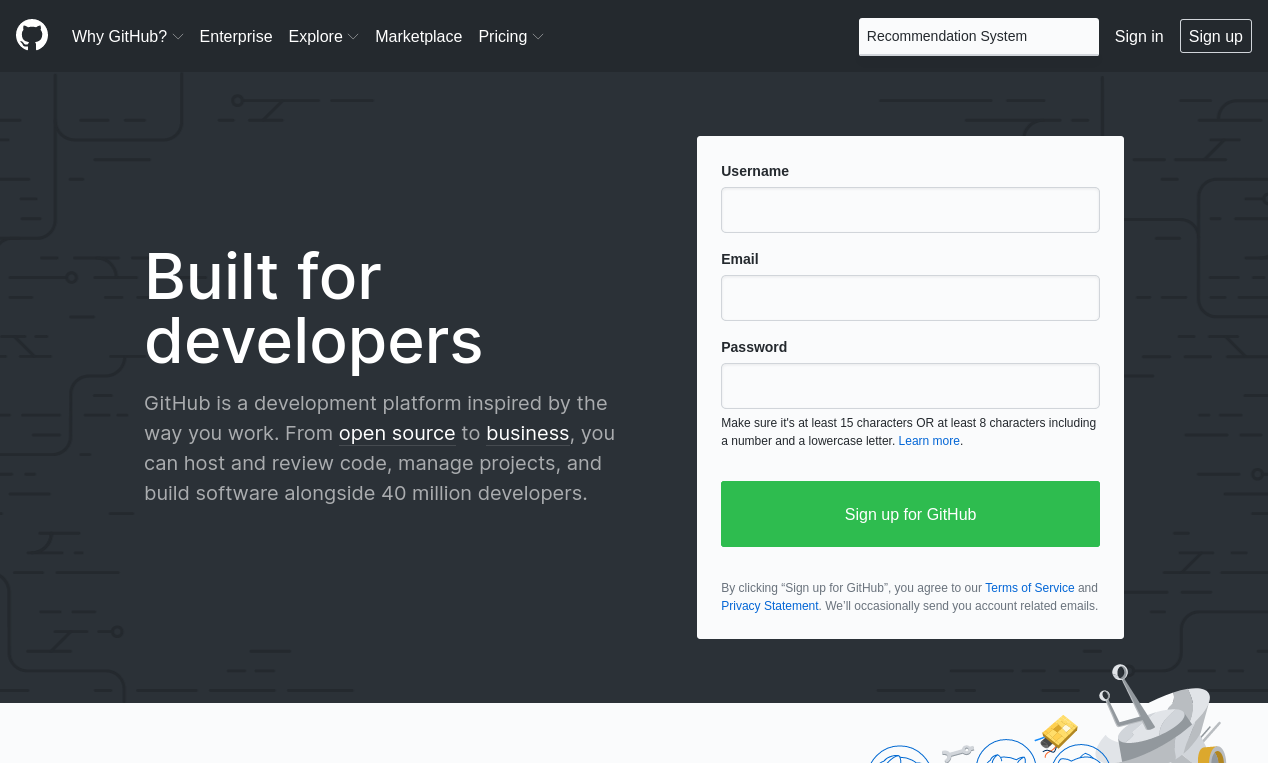 Why GitHub? Enterprise Explore Marketplace Pricing Recommendation System Sign in Sign up
Built for
developers
GitHub is a development platform inspired by the
way you work. From open source to business, you
can host and review code, manage projects, and
build software alongside 40 million developers.
Username
Email
Password
Make sure it's at least 15 characters OR at least 8 characters including
a number and a lowercase letter. Learn more.
Sign up for GitHub
By clicking “Sign up for GitHub”, you agree to our Terms of Service and
Privacy Statement. We’ll occasionally send you account related emails.